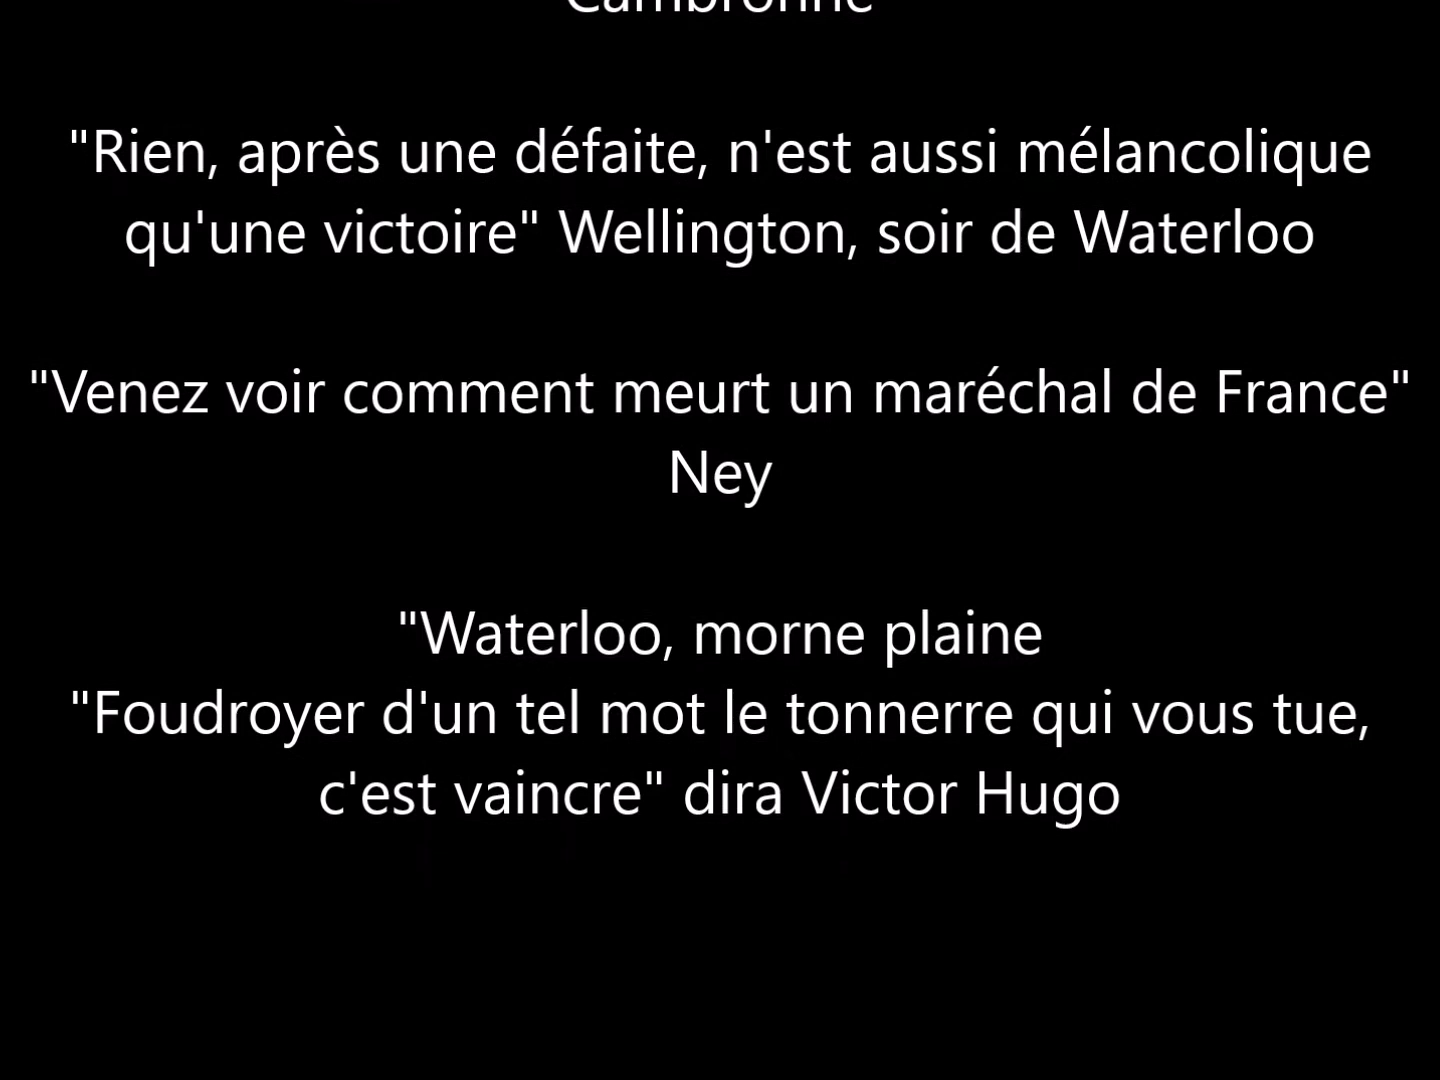 Cambronne
"Rien, après une défaite, n'est aussi mélancolique
qu'une victoire" Wellington, soir de Waterloo
"Venez voir comment meurt un maréchal de France"
Ney
"Waterloo, morne plaine
"Foudroyer d'un tel mot le tonnerre qui vous tue,
c'est vaincre" dira Victor Hugo